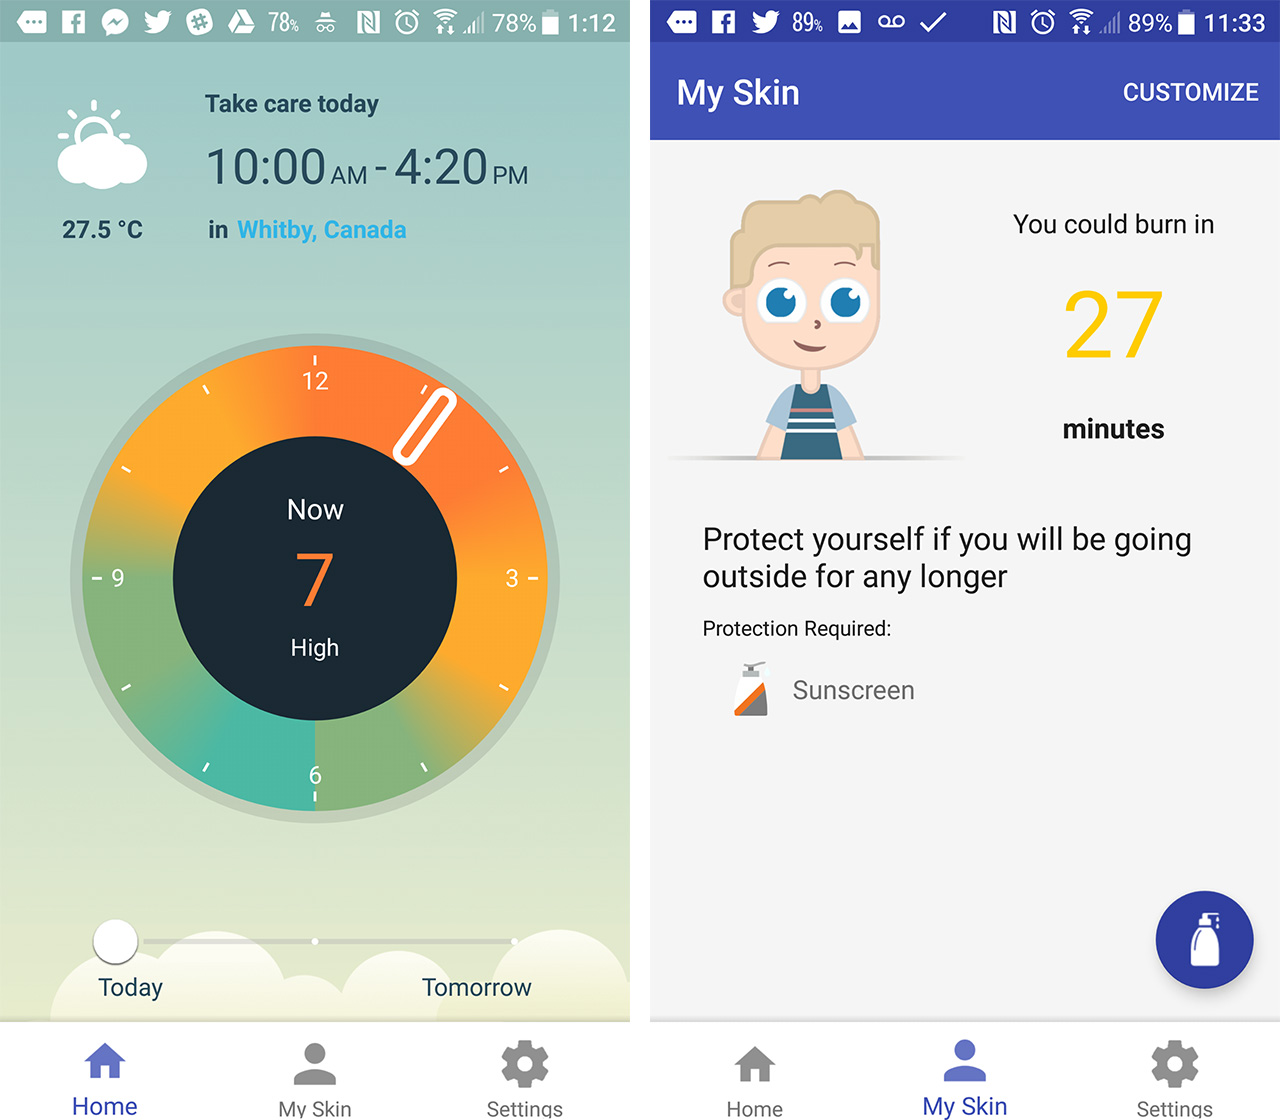 78%
78%
1:12
Take care today
10:00 AM - 4:20 PM
27.5 °C
in Whitby, Canada
12
9
3
6
Now
7
High
Today
Tomorrow
Home
My Skin
Settings
89%
89%
11:33
My Skin
CUSTOMIZE
You could burn in
27
minutes
Protect yourself if you will be going
outside for any longer
Protection Required:
Sunscreen
Home
My Skin
Settings